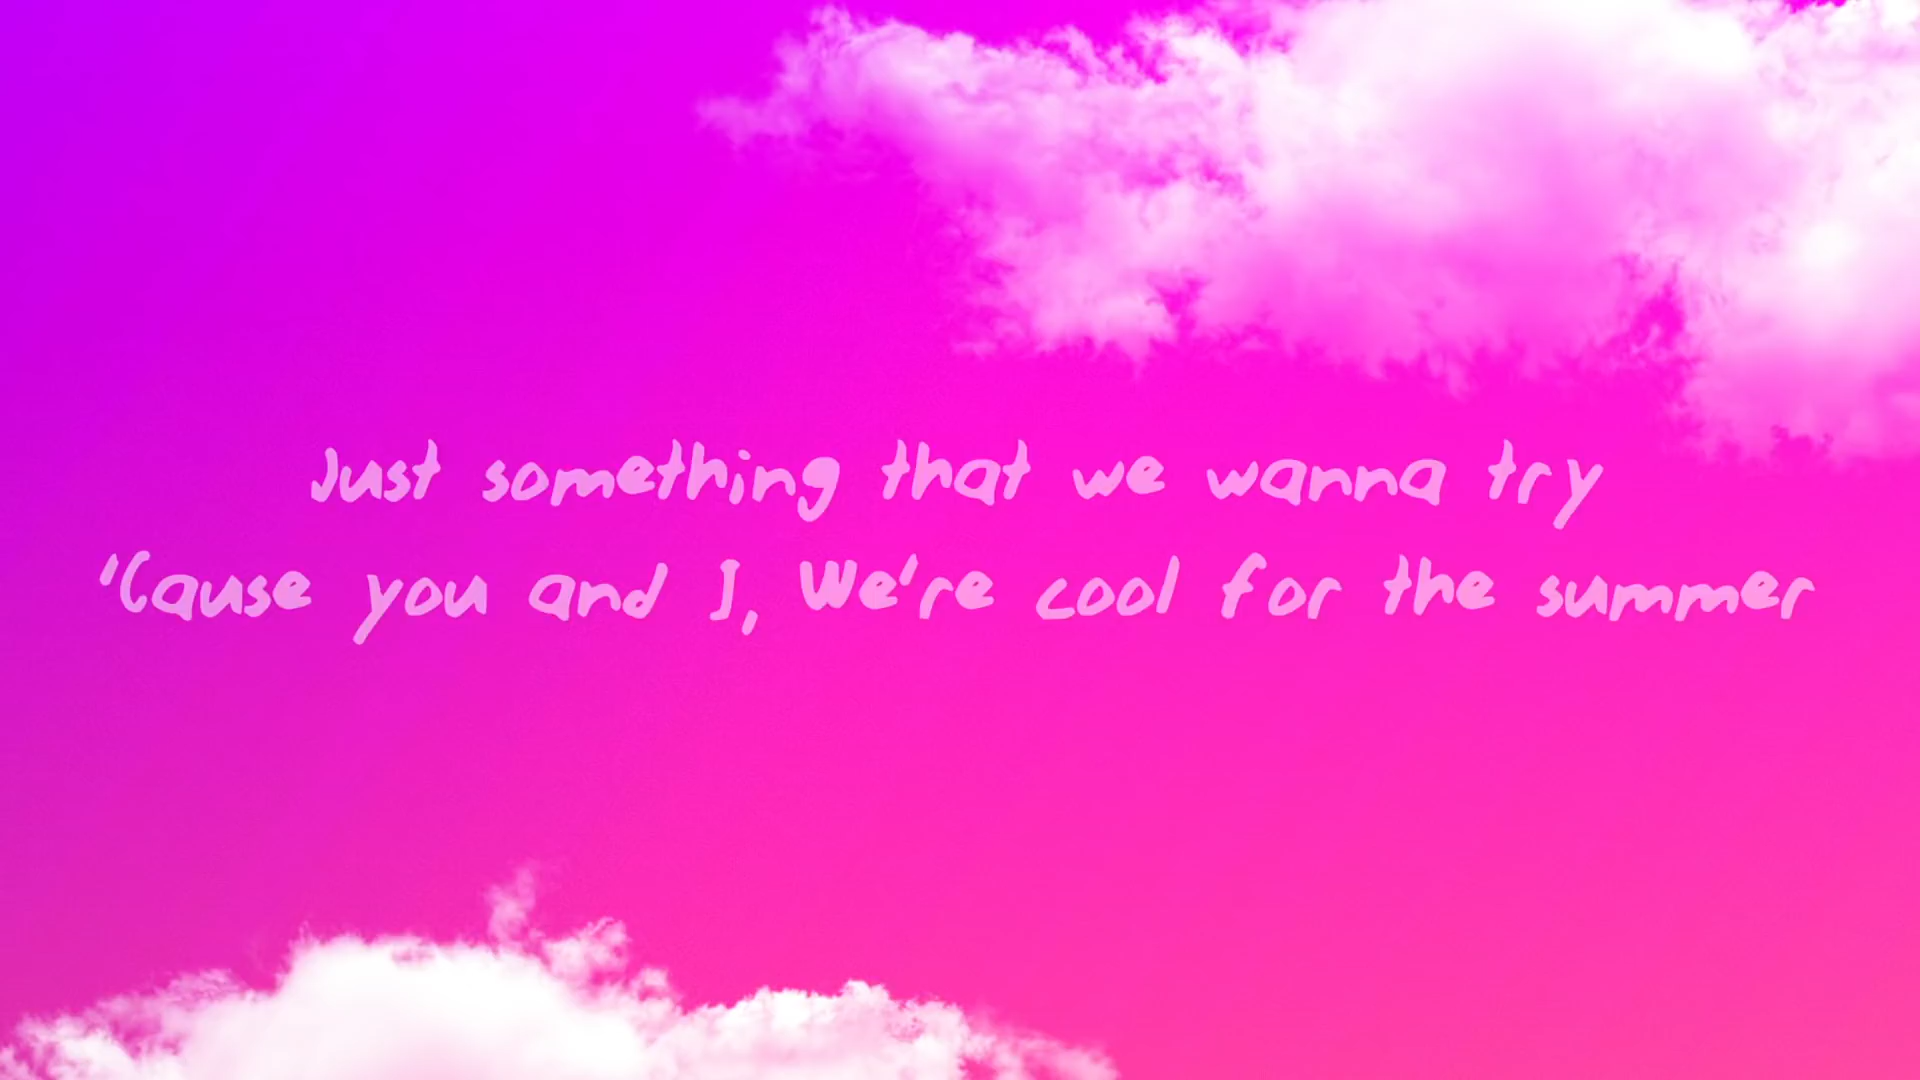 Just something that we wanna try
'Cause you and I, We're cool for the summer